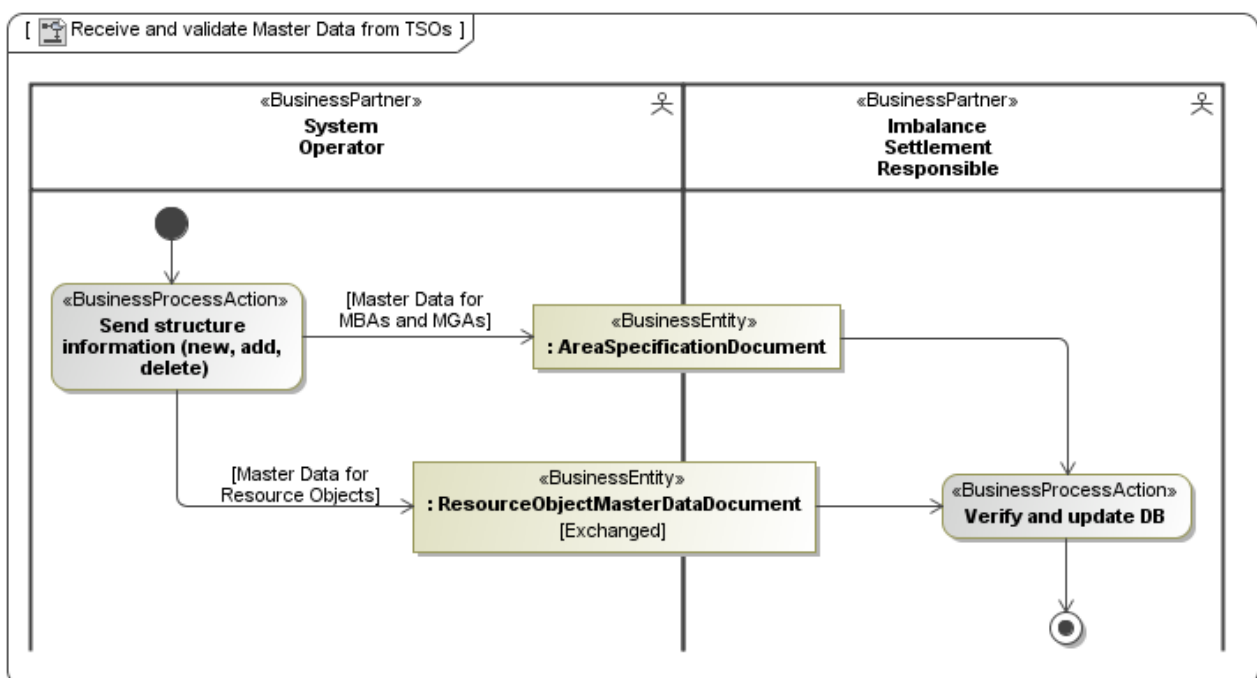 [ Receive and validate Master Data from TSOs ]
«BusinessPartner»
System
Operator
«BusinessPartner»
Imbalance
Settlement
Responsible
«BusinessProcessAction»
Send structure
information (new, add,
delete)
[Master Data for
MBAs and MGAs]
«BusinessEntity»
: AreaSpecificationDocument
[Master Data for
Resource Objects]
«BusinessEntity»
: ResourceObjectMasterDataDocument
[Exchanged]
«BusinessProcessAction»
Verify and update DB